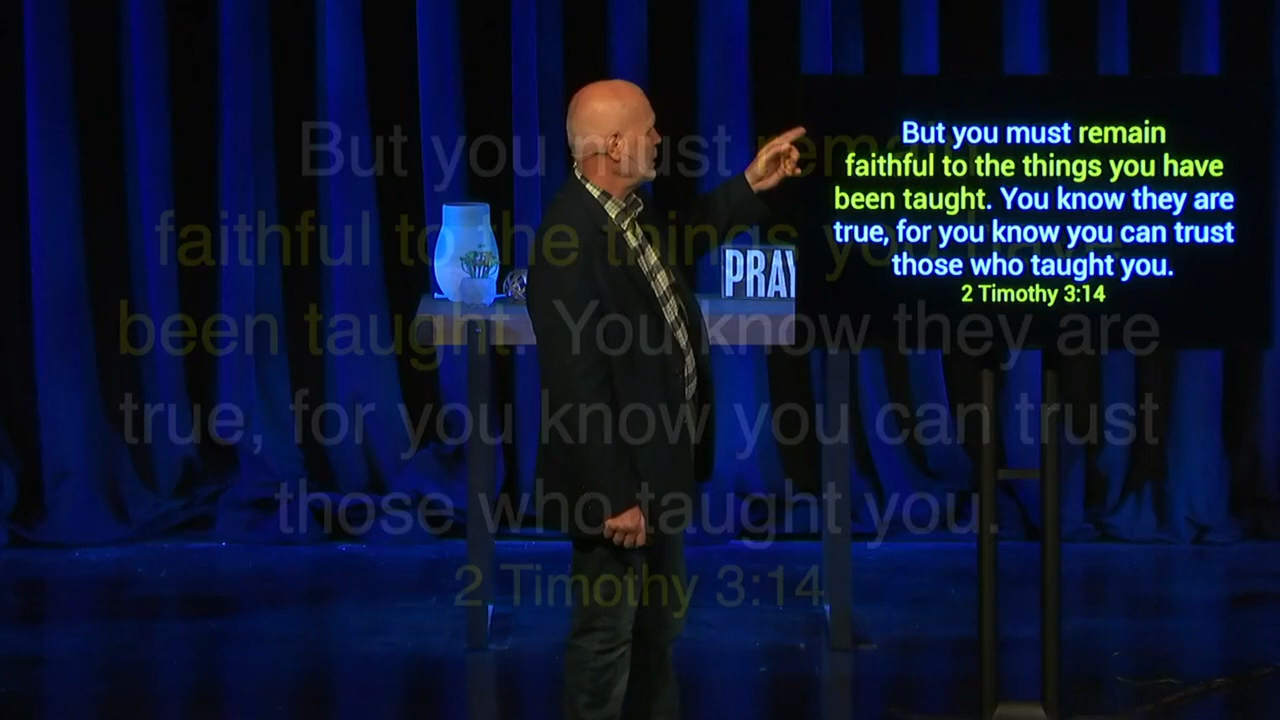 But you must remain
faithful to the things you have
been taught. You know they are
true, for you know you can trust
those who taught you.
2 Timothy 3:14
PRAY
But you must remain
faithful to the things you have
been taught. You know they are
true, for you know you can trust
those who taught you.
2 Timothy 3:14